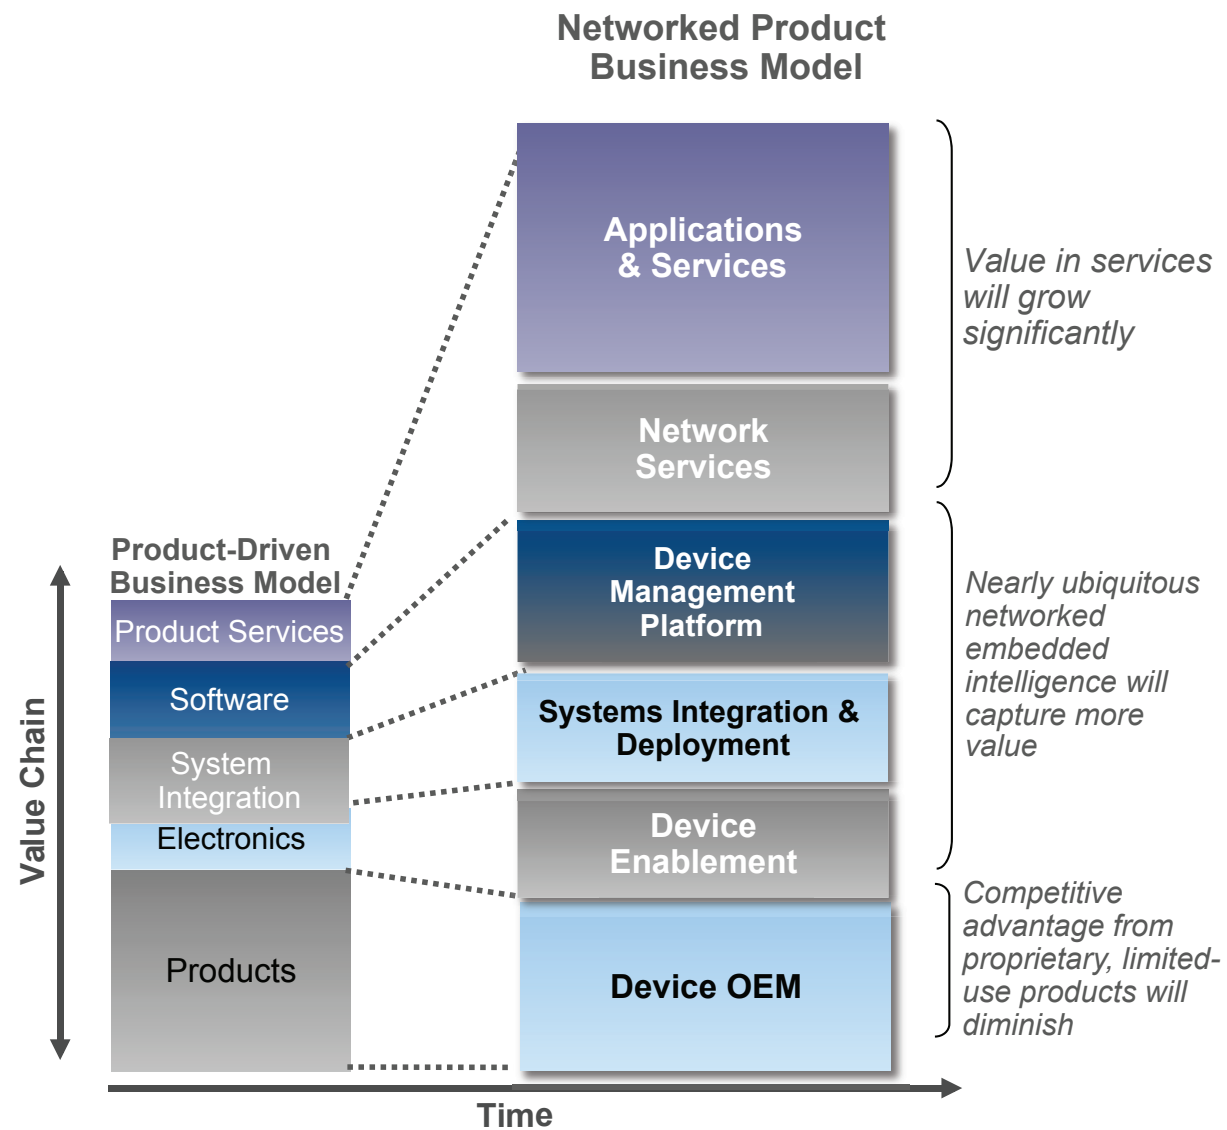 Networked Product
Business Model
Applications
& Services
Network
Services
Device
Management
Platform
Systems Integration &
Deployment
Device
Enablement
Device OEM
Value in services
will grow
significantly
Nearly ubiquitous
networked
embedded
intelligence will
capture more
value
Competitive
advantage from
proprietary, limited-
use products will
diminish
Product-Driven
Business Model
Product Services
Software
System
Integration
Electronics
Products
Value Chain
Time